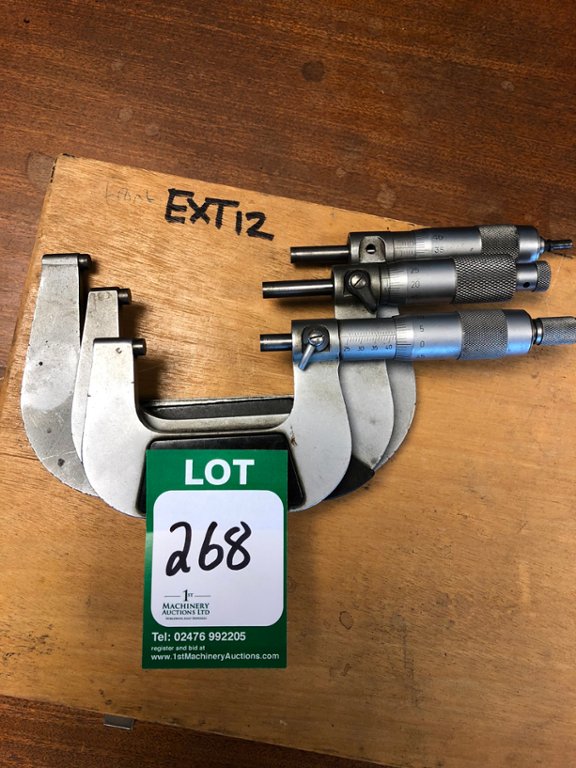 EXT12
LOT
268
1ST
MACHINERY
AUCTIONS LTD
Tel: 02476 992205
register and bid at
www.1stMachineryAuctions.com